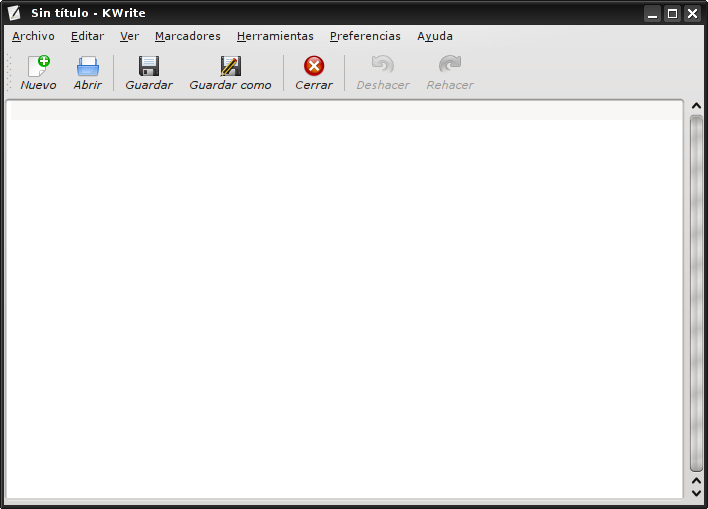 Sin título - KWrite
Archivo Editar Ver Marcadores Herramientas Preferencias Ayuda
Nuevo Abrir Guardar Guardar como Cerrar Deshacer Rehacer